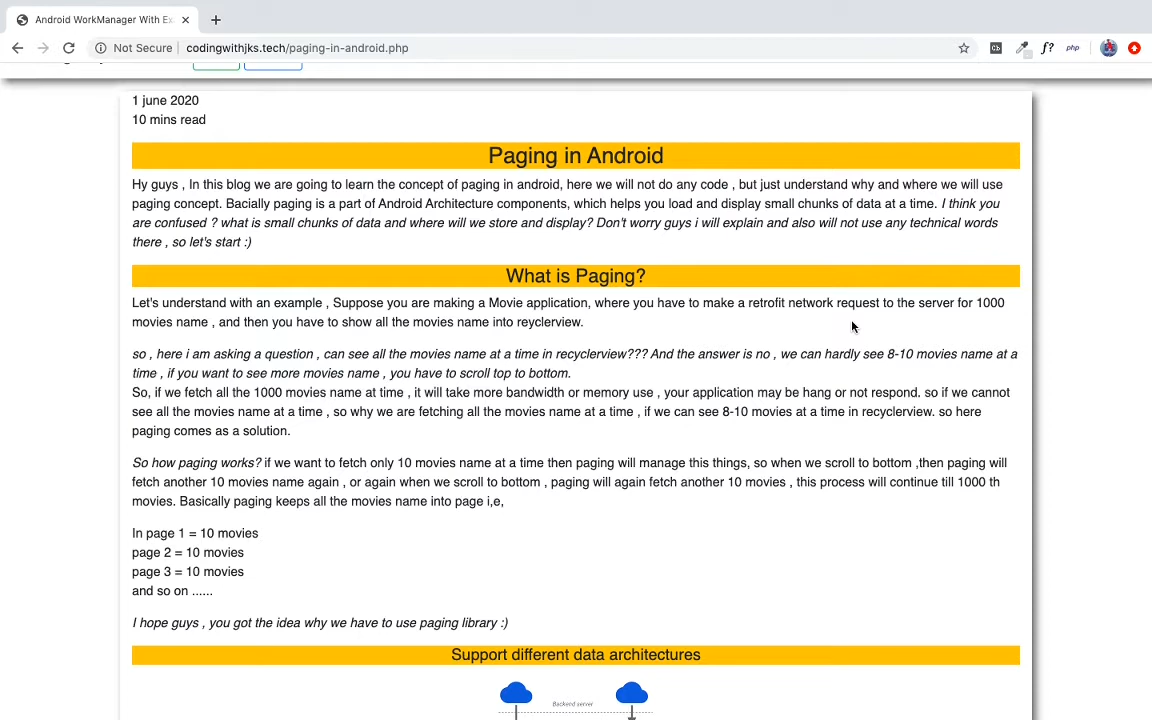 Android WorkManager With Ex
Not Secure
codingwithjks.tech/paging-in-android.php
Cb
f?
php
1 june 2020
10 mins read
Paging in Android
Hy guys , In this blog we are going to learn the concept of paging in android, here we will not do any code , but just understand why and where we will use
paging concept. Bacially paging is a part of Android Architecture components, which helps you load and display small chunks of data at a time. I think you
are confused ? what is small chunks of data and where will we store and display? Don't worry guys i will explain and also will not use any technical words
there , so let's start :)
What is Paging?
Let's understand with an example , Suppose you are making a Movie application, where you have to make a retrofit network request to the server for 1000
movies name , and then you have to show all the movies name into reyclerview.
so , here i am asking a question , can see all the movies name at a time in recyclerview??? And the answer is no , we can hardly see 8-10 movies name at a
time , if you want to see more movies name , you have to scroll top to bottom.
So, if we fetch all the 1000 movies name at time , it will take more bandwidth or memory use , your application may be hang or not respond. so if we cannot
see all the movies name at a time , so why we are fetching all the movies name at a time , if we can see 8-10 movies at a time in recyclerview. so here
paging comes as a solution.
So how paging works? if we want to fetch only 10 movies name at a time then paging will manage this things, so when we scroll to bottom ,then paging will
fetch another 10 movies name again , or again when we scroll to bottom , paging will again fetch another 10 movies , this process will continue till 1000 th
movies. Basically paging keeps all the movies name into page i,e,
In page 1 = 10 movies
page 2 = 10 movies
page 3 = 10 movies
and so on ......
I hope guys , you got the idea why we have to use paging library :)
Support different data architectures
Backend server